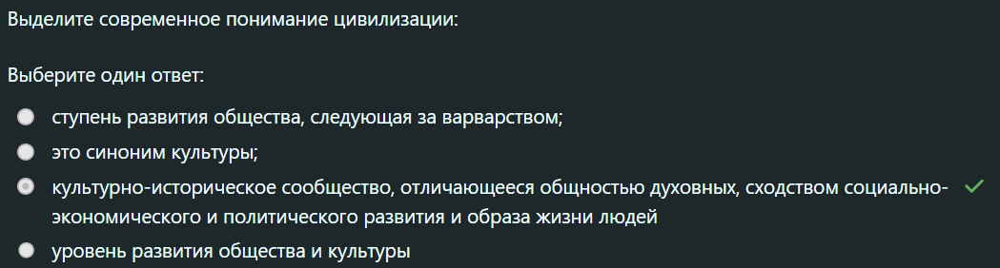 Выделите современное понимание цивилизации:
Выберите один ответ:
ступень развития общества, следующая за варварством;
это синоним культуры;
культурно-историческое сообщество, отличающееся общностью духовных, сходством социально-
экономического и политического развития и образа жизни людей
уровень развития общества и культуры